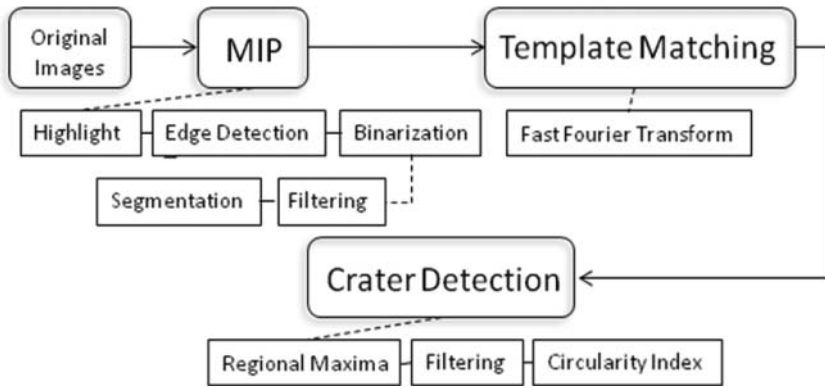 Original
Images
MIP
Template Matching
Highlight
Edge Detection
Binarization
Fast Fourier Transform
Segmentation
Filtering
Crater Detection
Regional Maxima
Filtering
Circularity Index